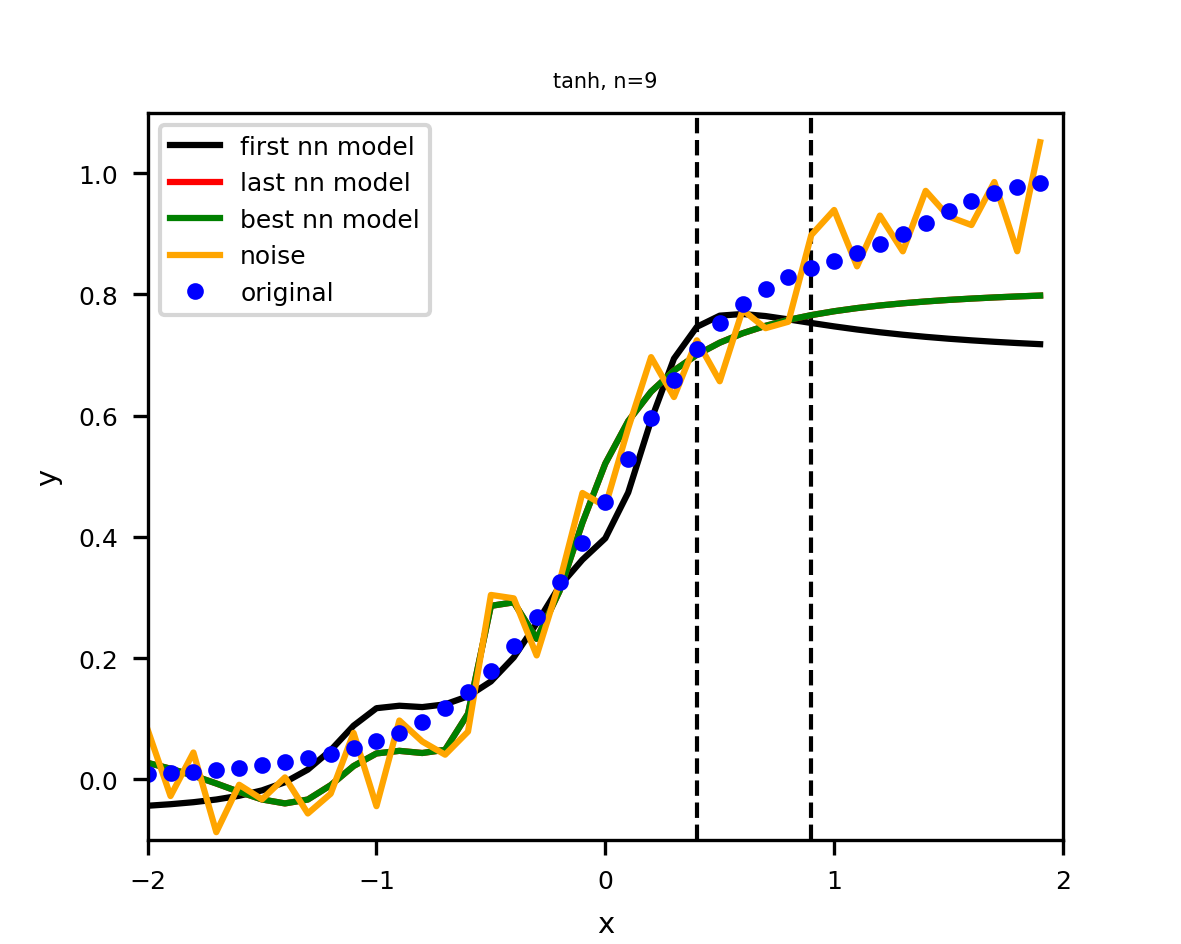 tanh, n=9
first nn model
last nn model
best nn model
noise
original
1.0
0.8
0.6
0.4
0.2
0.0
y
−2
−1
0
1
2
x